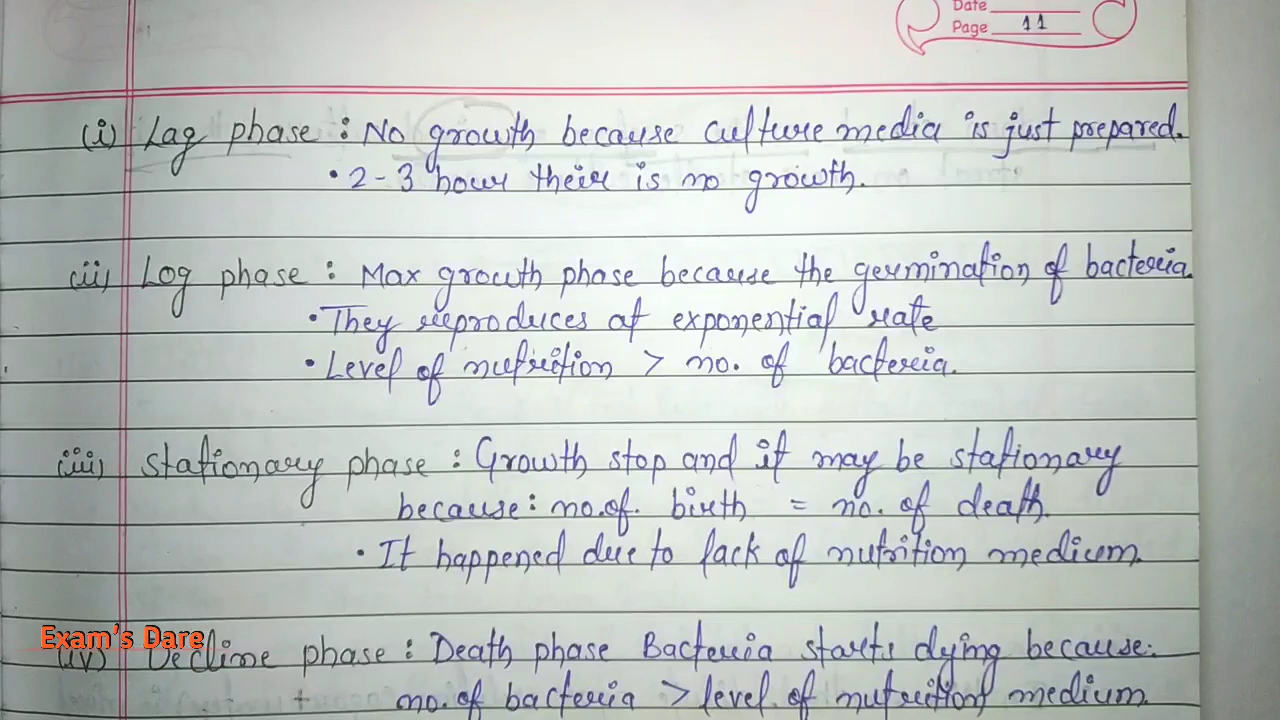 Date
Page 11
(i) Lag phase : No growth because culture media is just prepared.
• 2-3 hour their is no growth.
(ii) Log phase : Max growth phase because the germination of bacteria
• They reproduces at exponential rate
• Level of nutrition > no. of bacteria.
(iii) Stationary phase : Growth stop and it may be stationary
because : no. of. birth = no. of death.
• It happened due to lack of nutrition medium.
Exam's Dare
(iv) Decline phase : Death phase Bacteria starts dying because :
no. of bacteria > level of nutrition medium.